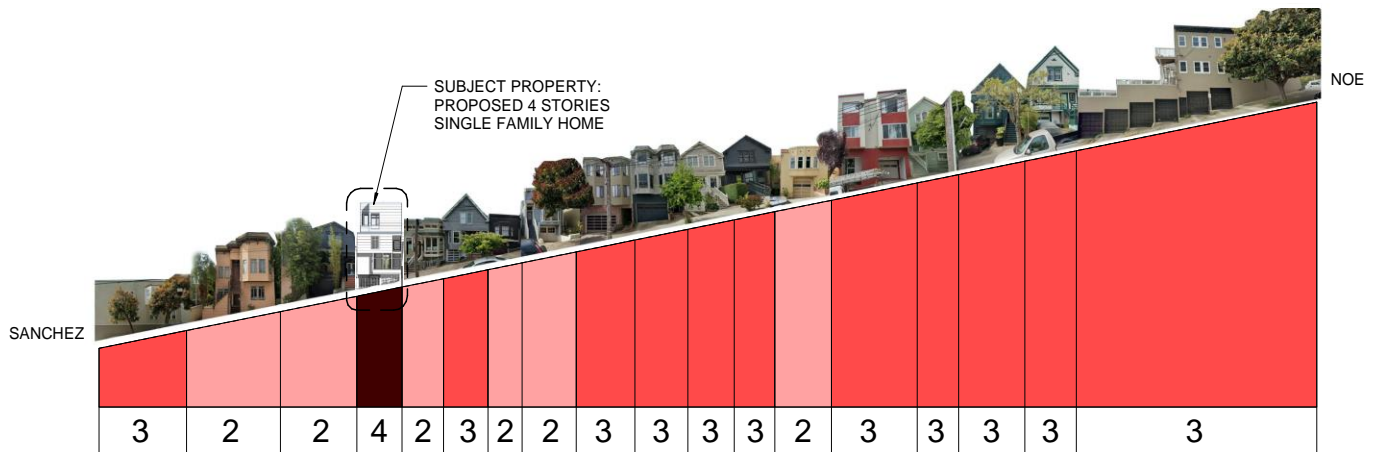 SUBJECT PROPERTY:
PROPOSED 4 STORIES
SINGLE FAMILY HOME
NOE
SANCHEZ
3 2 2 4 2 3 2 2 3 3 3 3 2 3 3 3 3 3